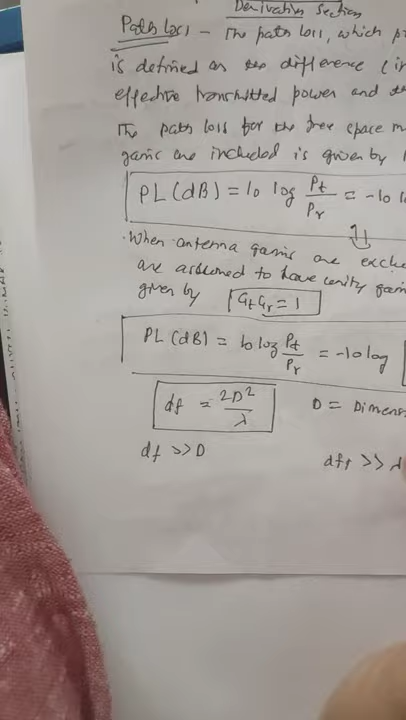 Derivation Section
Path loss - The path loss, which
is defined as the difference (in
effective transmitted power and
The path loss for the free space
gains are included is given by
PL (dB) = 10 log Pt/Pr = -10
When antenna gains are
are assumed to have unity
given by GtGr = 1
PL (dB) = 10 log Pt/Pr = -10 log
df = 2D²/λ D = Dimens
df >> D df >> λ